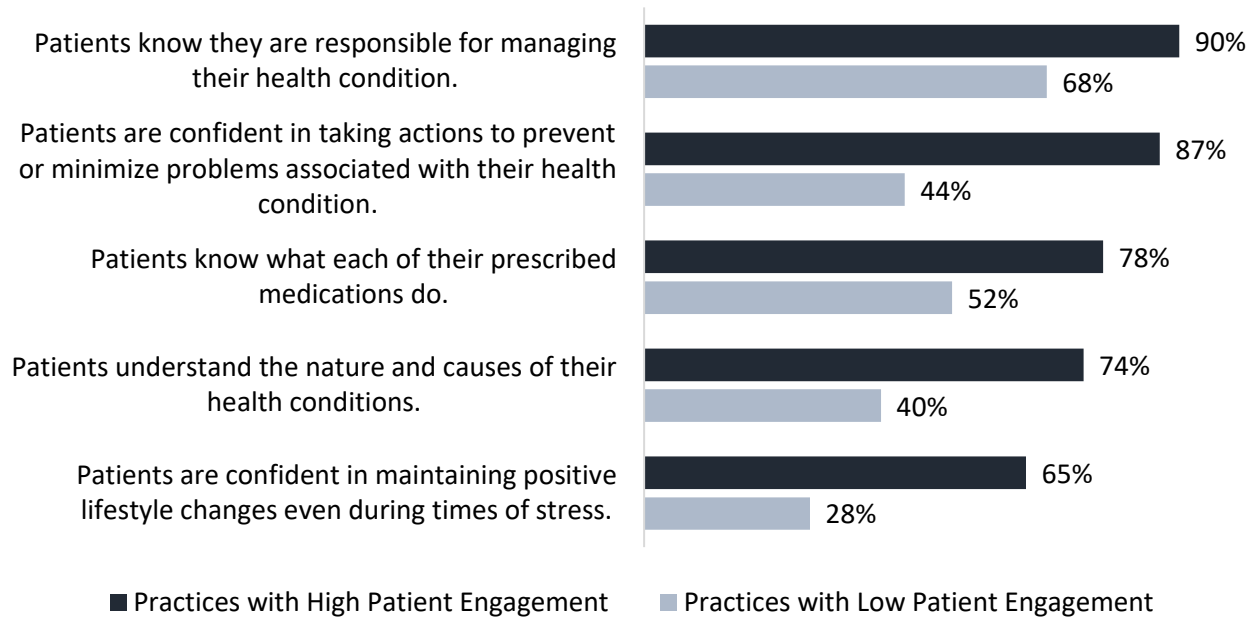 Patients know they are responsible for managing
their health condition.
90%
68%
Patients are confident in taking actions to prevent
or minimize problems associated with their health
condition.
87%
44%
Patients know what each of their prescribed
medications do.
78%
52%
Patients understand the nature and causes of their
health conditions.
74%
40%
Patients are confident in maintaining positive
lifestyle changes even during times of stress.
65%
28%
Practices with High Patient Engagement
Practices with Low Patient Engagement